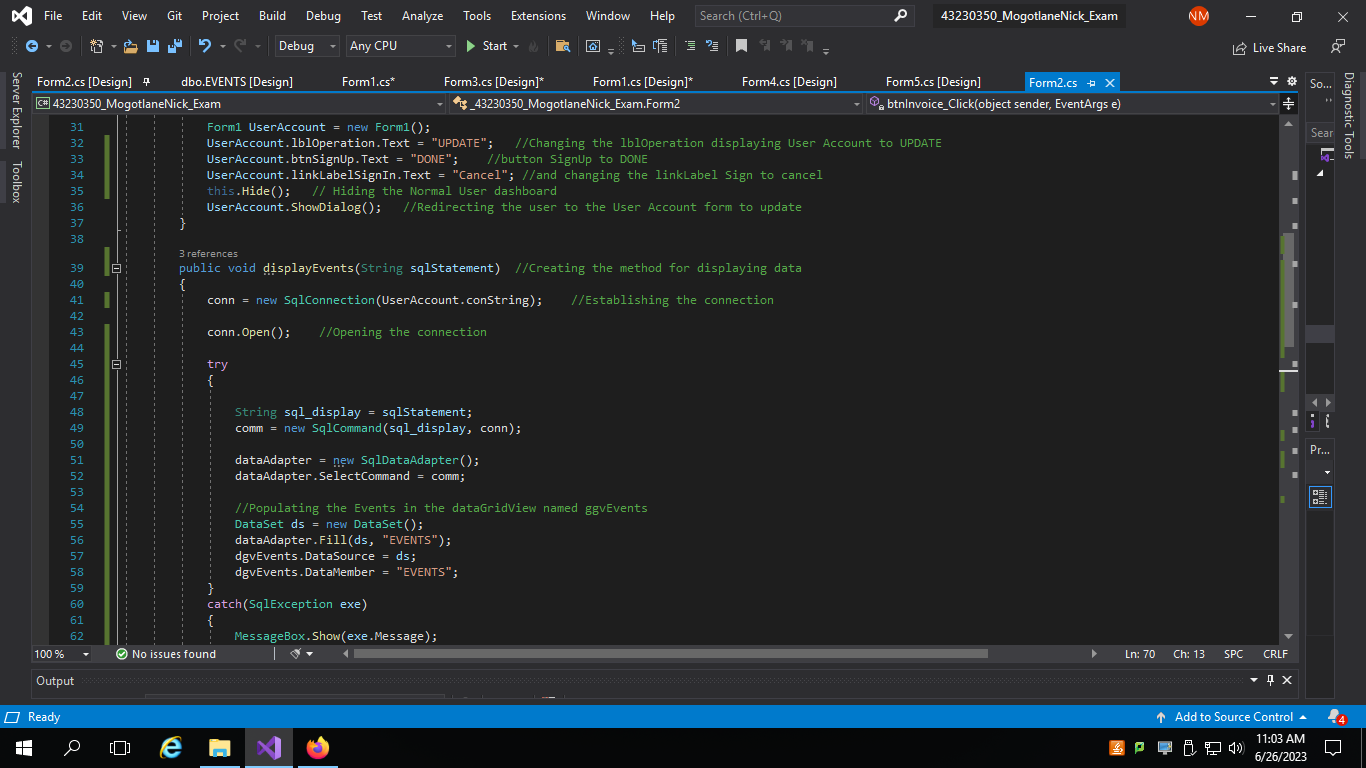 File Edit View Git Project Build Debug Test Analyze Tools Extensions Window Help Search (Ctrl+Q) 43230350_MogotlaneNick_Exam NM
Debug Any CPU Start Live Share
Form2.cs [Design] dbo.EVENTS [Design] Form1.cs* Form3.cs [Design]* Form1.cs [Design]* Form4.cs [Design] Form5.cs [Design] Form2.cs So...
43230350_MogotlaneNick_Exam _43230350_MogotlaneNick_Exam.Form2 btnInvoice_Click(object sender, EventArgs e)
Server Explorer
Toolbox
Diagnostic Tools
Sear
31 Form1 UserAccount = new Form1();
32 UserAccount.lblOperation.Text = "UPDATE"; //Changing the lblOperation displaying User Account to UPDATE
33 UserAccount.btnSignUp.Text = "DONE"; //button SignUp to DONE
34 UserAccount.linkLabelSignIn.Text = "Cancel"; //and changing the linkLabel Sign to cancel
35 this.Hide(); // Hiding the Normal User dashboard
36 UserAccount.ShowDialog(); //Redirecting the user to the User Account form to update
37 }
38
3 references
39 public void displayEvents(String sqlStatement) //Creating the method for displaying data
40 {
41 conn = new SqlConnection(UserAccount.conString); //Establishing the connection
42
43 conn.Open(); //Opening the connection
44
45 try
46 {
47
48 String sql_display = sqlStatement;
49 comm = new SqlCommand(sql_display, conn);
50
51 dataAdapter = new SqlDataAdapter();
52 dataAdapter.SelectCommand = comm;
53
54 //Populating the Events in the dataGridView named ggvEvents
55 DataSet ds = new DataSet();
56 dataAdapter.Fill(ds, "EVENTS");
57 dgvEvents.DataSource = ds;
58 dgvEvents.DataMember = "EVENTS";
59 }
60 catch(SqlException exe)
61 {
62 MessageBox.Show(exe.Message);
Pr...
100 % No issues found Ln: 70 Ch: 13 SPC CRLF
Output
Ready Add to Source Control 4
11:03 AM
6/26/2023